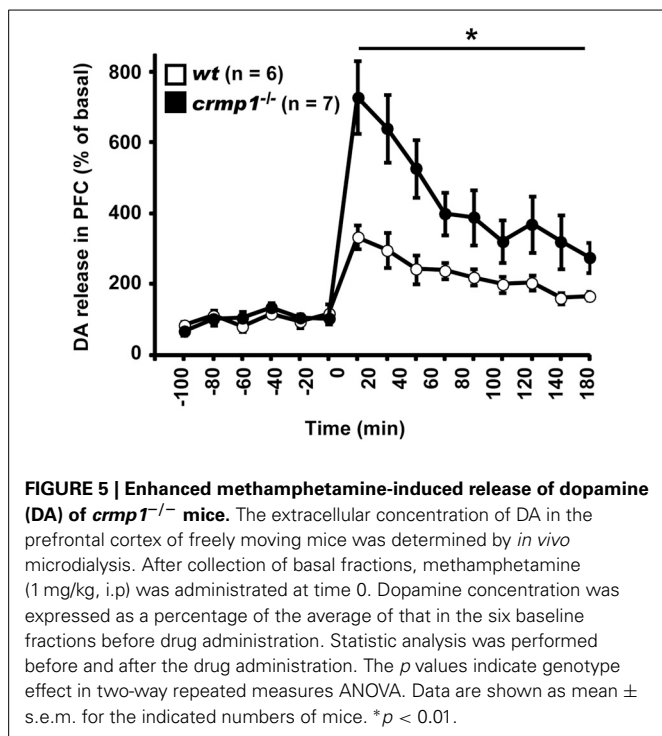 *
800
600
400
200
0
DA release in PFC (% of basal)
wt (n = 6)
crmp1-/- (n = 7)
-100
-80
-60
-40
-20
0
20
40
60
80
100
120
140
180
Time (min)
FIGURE 5 | Enhanced methamphetamine-induced release of dopamine
(DA) of crmp1−/− mice. The extracellular concentration of DA in the
prefrontal cortex of freely moving mice was determined by in vivo
microdialysis. After collection of basal fractions, methamphetamine
(1 mg/kg, i.p) was administrated at time 0. Dopamine concentration was
expressed as a percentage of the average of that in the six baseline
fractions before drug administration. Statistic analysis was performed
before and after the drug administration. The p values indicate genotype
effect in two-way repeated measures ANOVA. Data are shown as mean ±
s.e.m. for the indicated numbers of mice. *p < 0.01.